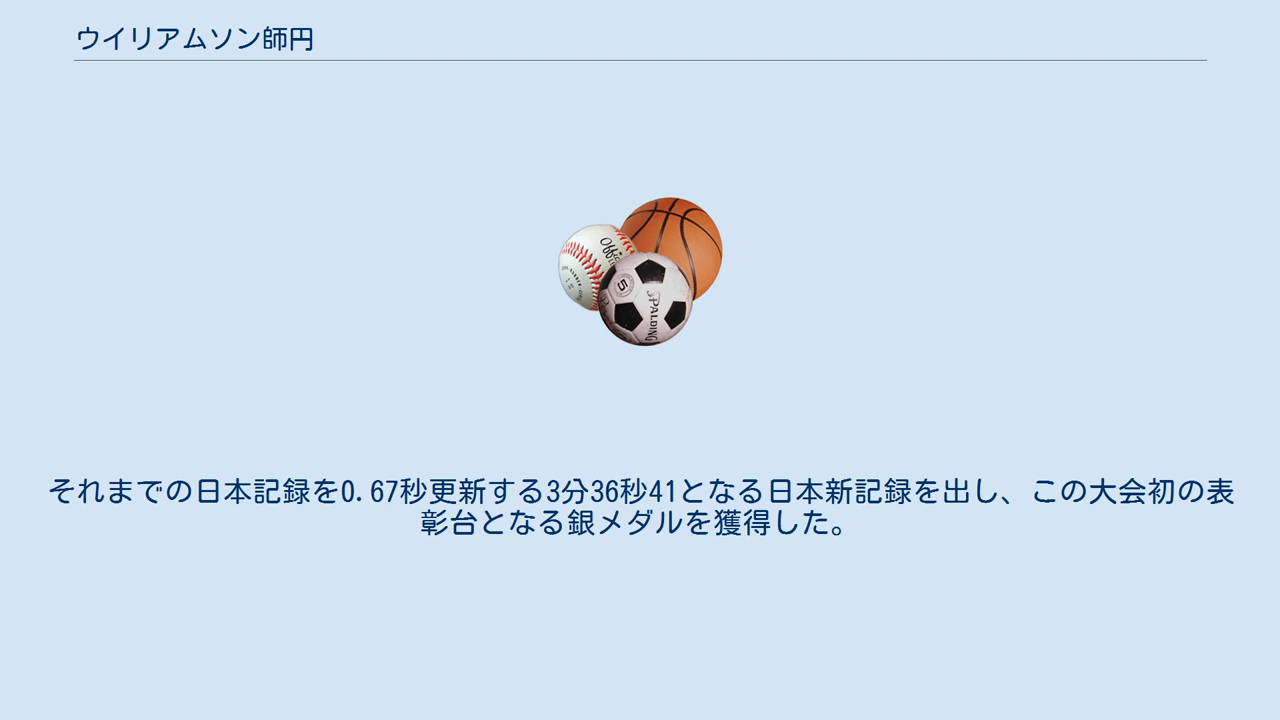 ウイリアムソン師円
それまでの日本記録を0.67秒更新する3分36秒41となる日本新記録を出し、この大会初の表
彰台となる銀メダルを獲得した。
5
SPALDING